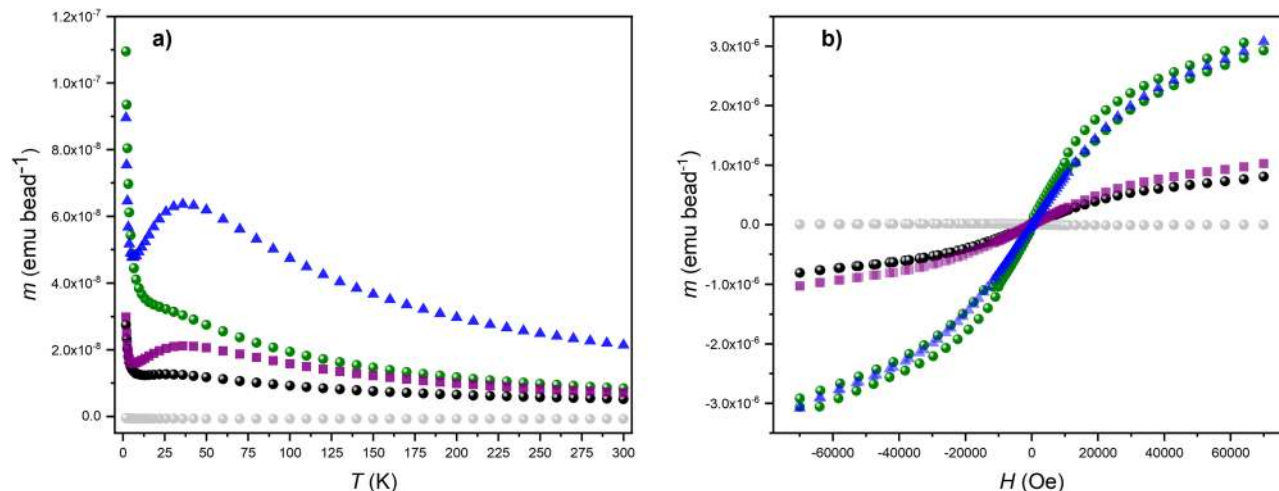 a)
1.2x10⁻⁷
1.0x10⁻⁷
8.0x10⁻⁸
6.0x10⁻⁸
4.0x10⁻⁸
2.0x10⁻⁸
0.0
m (emu bead⁻¹)
0 25 50 75 100 125 150 175 200 225 250 275 300
T (K)
b)
3.0x10⁻⁶
2.0x10⁻⁶
1.0x10⁻⁶
0.0
-1.0x10⁻⁶
-2.0x10⁻⁶
-3.0x10⁻⁶
m (emu bead⁻¹)
-60000 -40000 -20000 0 20000 40000 60000
H (Oe)